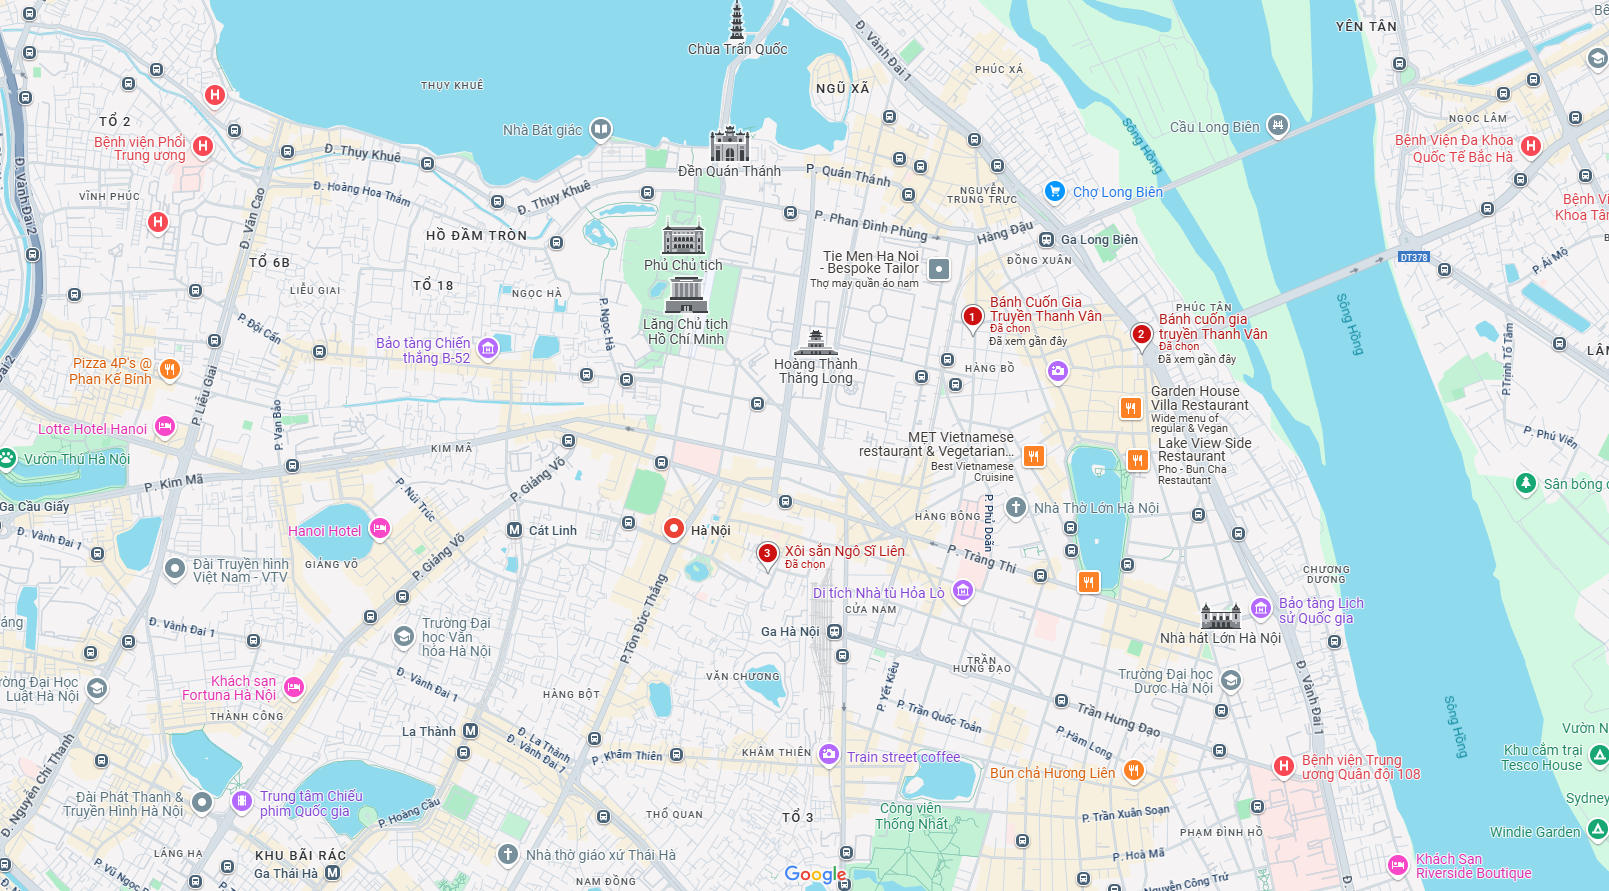 Chùa Trấn Quốc
YÊN TÂN
Đ. Vành Đai 1
PHÚC XÁ
THỤY KHUÊ
NGŨ XÃ
TỔ 2
Nhà Bát giác
Cầu Long Biên
Sông Hồng
NGỌC LÂM
Bệnh viện Phổi
Trung ương
Đ. Thụy Khuê
Đền Quán Thánh
P. Quán Thánh
Bệnh Viện Đa Khoa
Quốc Tế Bắc Hà
Đ. Vành Đai 2
VĨNH PHÚC
Đ. Hoàng Hoa Thám
Đ. Thụy Khuê
NGUYỄN
TRUNG TRỰC
Chợ Long Biên
Bệnh Vi
Khoa Tâm
Đ. Văn Cao
P. Phan Đình Phùng
Hàng Đậu
HỒ ĐẦM TRÒN
Ga Long Biên
TỔ 6B
Phủ Chủ tịch
Tie Men Ha Noi
- Bespoke Tailor
Thợ may quần áo nam
ĐỒNG XUÂN
DT378
P. Ái Mộ
LIỄU GIAI
TỔ 18
NGỌC HÀ
P. Ngọc Hà
Lăng Chủ tịch
Hồ Chí Minh
1
Bánh Cuốn Gia
Truyền Thanh Vân
Đã chọn
Đã xem gần đây
PHÚC TÂN
2
Bánh cuốn gia
truyền Thanh Vân
Đã chọn
Đã xem gần đây
Sông Hồng
P. Đội Cấn
Bảo tàng Chiến
thắng B-52
Hoàng Thành
Thăng Long
HÀNG BỒ
P.Trịnh Tố Tâm
LÂM
Pizza 4P's @
Phan Kế Bính
Đai 2
P. Liễu Giai
P. Vạn Bảo
Garden House
Villa Restaurant
Wide menu of
regular & Vegan
Lotte Hotel Hanoi
KIM MÃ
MẸT Vietnamese
restaurant & Vegetarian...
Best Vietnamese
Cruisine
Lake View Side
Restaurant
Pho - Bun Cha
Restautant
P. Phú Viên
Vườn Thú Hà Nội
P. Kim Mã
P. Giảng Võ
P. Núi Trúc
Sân bóng c
Ga Cầu Giấy
P. Phủ Doãn
Nhà Thờ Lớn Hà Nội
HÀNG BÔNG
Đ. Vành Đai 1
Hanoi Hotel
Cát Linh
Hà Nội
Đài Truyền hình
Việt Nam - VTV
GIẢNG VÕ
P. Giảng Võ
3
Xôi sắn Ngô Sĩ Liên
Đã chọn
P. Tràng Thi
CHƯƠNG
DƯƠNG
Di tích Nhà tù Hỏa Lò
CỬA NAM
P.Tôn Đức Thắng
Bảo tàng Lịch
sử Quốc gia
Nhà hát Lớn Hà Nội
áng
Đ. Vành Đai 1
Trường Đại
học Văn
hóa Hà Nội
Ga Hà Nội
TRẦN
HƯNG ĐẠO
P. Yết Kiêu
Trường Đại học
Dược Hà Nội
Đ. Vành Đai 1
ờng Đại Học
Luật Hà Nội
Khách sạn
Fortuna Hà Nội
Đ. Vành Đai 1
VĂN CHƯƠNG
HÀNG BỘT
THÀNH CÔNG
La Thành
P. Trần Quốc Toản
Trần Hưng Đạo
P.Hàm Long
Sông Hồng
Đ. La Thành
Đ. Vành Đai 1
P. Khâm Thiên
KHÂM THIÊN
Train street coffee
Vườn N
Khu cắm trại
Tesco House
Đ. Nguyễn Chí Thanh
Bún chả Hương Liên
Bệnh viện Trung
ương Quân đội 108
Đài Phát Thanh &
Truyền Hình Hà Nội
Trung tâm Chiếu
phim Quốc gia
P. Hoàng Cầu
THỔ QUAN
TỔ 3
Công viên
Thống Nhất
P. Trần Xuân Soạn
PHẠM ĐÌNH HỔ
Sydney
Windie Garden
LÁNG HẠ
KHU BÃI RÁC
Ga Thái Hà
Nhà thờ giáo xứ Thái Hà
P. Hoà Mã
Khách Sạn
Riverside Boutique
P. Vũ Ngọc P
NAM ĐỒNG
Google
Nguyễn Công Trứ